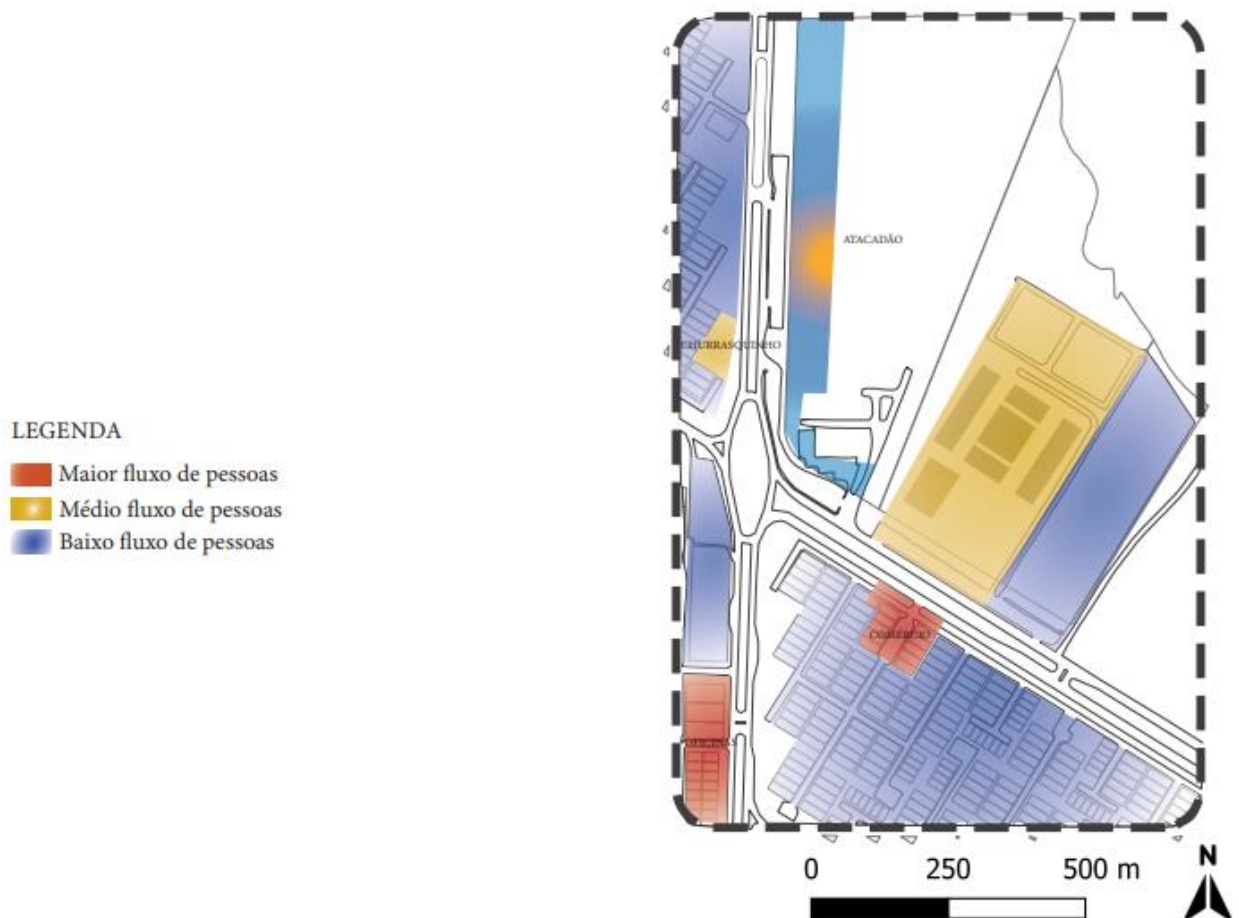 LEGENDA
Maior fluxo de pessoas
Médio fluxo de pessoas
Baixo fluxo de pessoas
ATACADÃO
CHURRASQUINHO
COMÉRCIO
OFICINAS
0 250 500 m
N